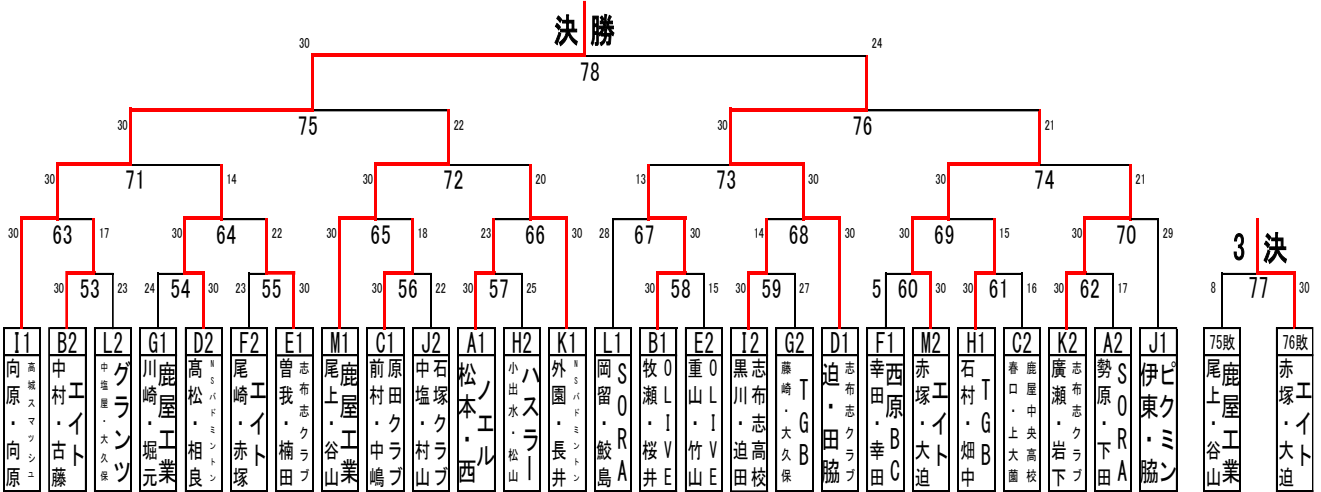 決勝
30 24
78
30 75 22 30 76 21
30 71 14 30 72 20 13 73 30 30 74 21
30 63 17 30 64 22 30 65 18 23 66 30 28 67 30 14 68 30 30 69 15 30 70 29
3決
30 53 23 24 54 30 23 55 30 30 56 22 30 57 25 30 58 15 30 59 27 5 60 30 30 61 16 30 62 17 8 77 30
I1 B2 L2 G1 D2 F2 E1 M1 C1 J2 A1 H2 K1 L1 B1 E2 I2 G2 D1 F1 M2 H1 C2 K2 A2 J1 75敗 76敗
高城スマッシュ
向原・向原
エイト
中村・古藤
グランツ
中塩屋・大久保
鹿屋工業
川崎・堀元
NSバドミントン
髙松・相良
エイト
尾崎・赤塚
志布志クラブ
曽我・楠田
鹿屋工業
尾上・谷山
原田クラブ
前村・中嶋
石塚クラブ
中塩・村山
ノエル
松本・西
ハスラー
小出水・松山
NSバドミントン
外園・長井
SORA
岡留・鮫島
OLIVE
牧瀬・桜井
OLIVE
重山・竹山
志布志高校
黒川・迫田
TGB
藤崎・大久保
志布志クラブ
迫・田脇
西原BC
幸田・幸田
エイト
赤塚・大迫
TGB
石村・畑中
鹿屋中央高校
春口・上大薗
志布志クラブ
廣瀬・岩下
SORA
勢原・下田
ピクミン
伊東・脇
鹿屋工業
尾上・谷山
エイト
赤塚・大迫